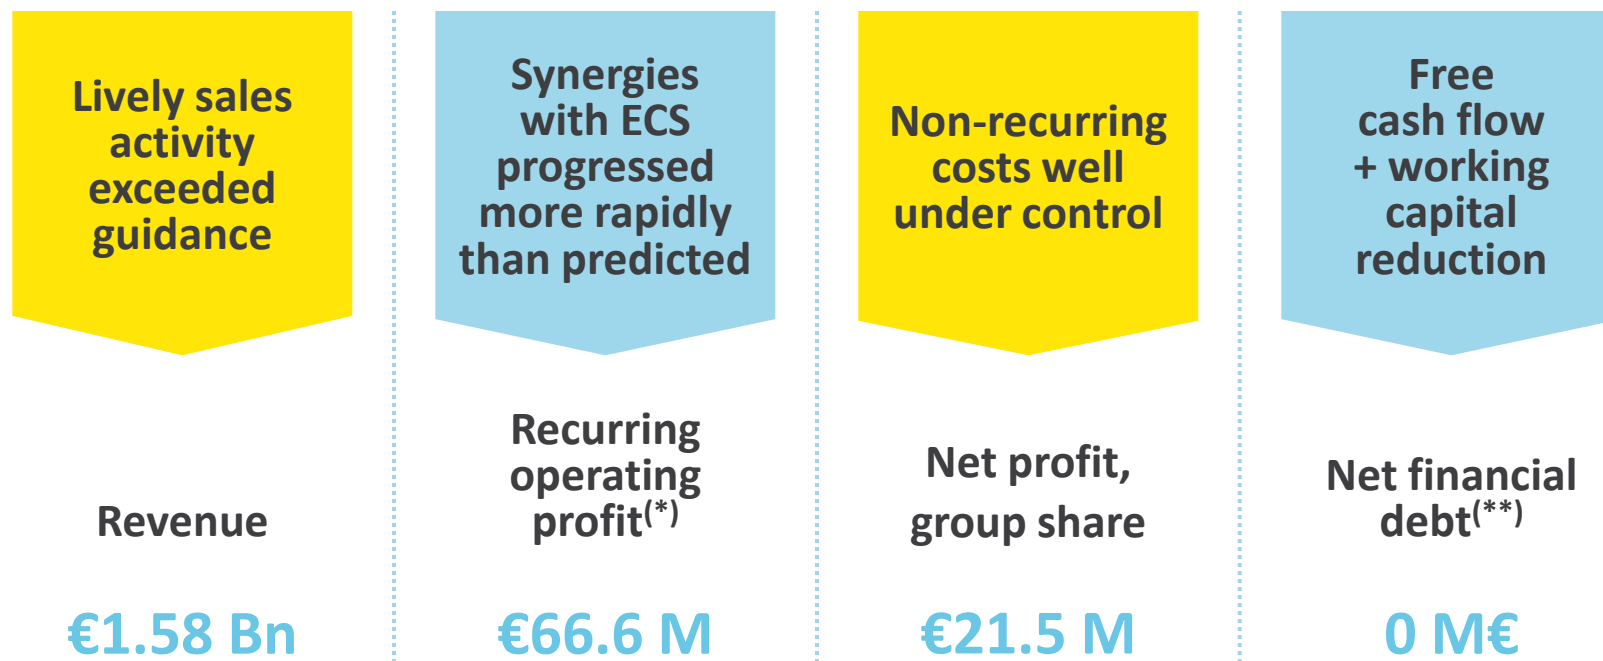 Lively sales
activity
exceeded
guidance
Revenue
€1.58 Bn
Synergies
with ECS
progressed
more rapidly
than predicted
Recurring
operating
profit(*)
€66.6 M
Non-recurring
costs well
under control
Net profit,
group share
€21.5 M
Free
cash flow
+ working
capital
reduction
Net financial
debt(**)
0 M€